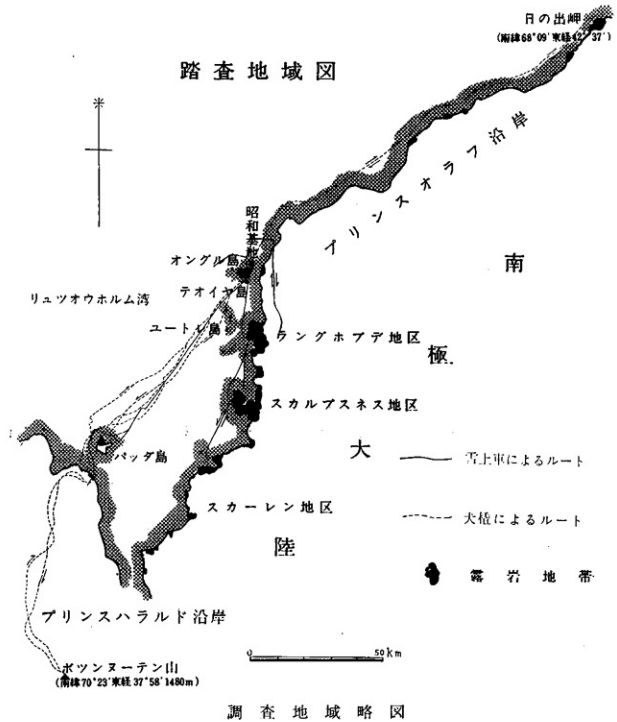 日の出岬
(南緯68°09′東経42°37′)
踏査地域図
プリンスオラフ沿岸
昭和基地
オングル島
テオイヤ島
リュツオウホルム湾
ユートレ島
ラングホブデ地区
南極大陸
スカルブスネス地区
パッダ島
雪上車によるルート
スカーレン地区
犬橇によるルート
露岩地帯
プリンスハラルド沿岸
ボツンヌーテン山
(南緯70°23′東経37°58′1480m)
0 50km
調査地域略図